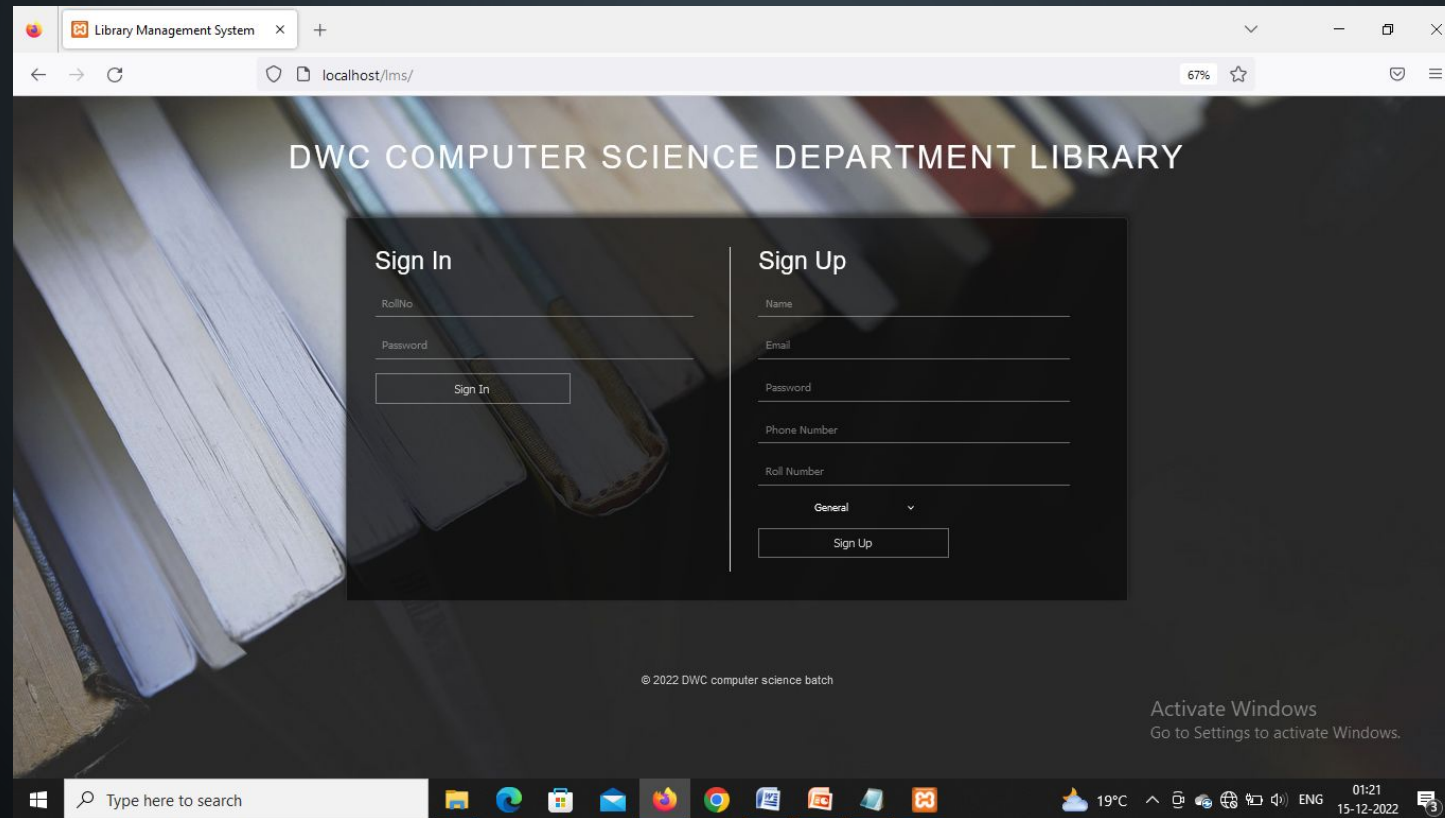 Library Management System
localhost/lms/
67%
DWC COMPUTER SCIENCE DEPARTMENT LIBRARY
Sign In
RollNo
Password
Sign In
Sign Up
Name
Email
Password
Phone Number
Roll Number
General
Sign Up
© 2022 DWC computer science batch
Activate Windows
Go to Settings to activate Windows.
Type here to search
19°C
ENG
01:21
15-12-2022
3